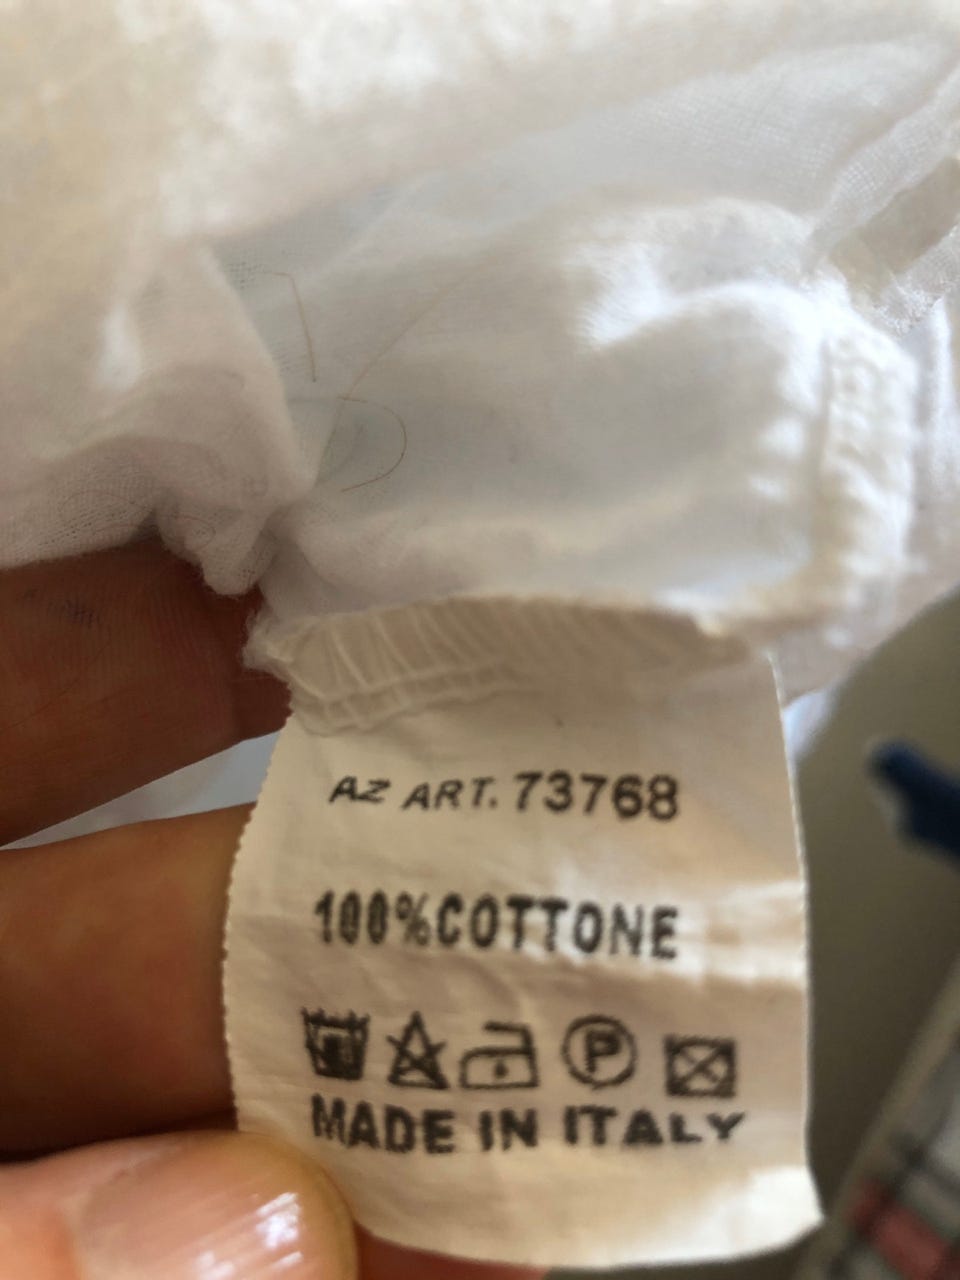 AZ ART. 73768
100%COTTONE
P
MADE IN ITALY